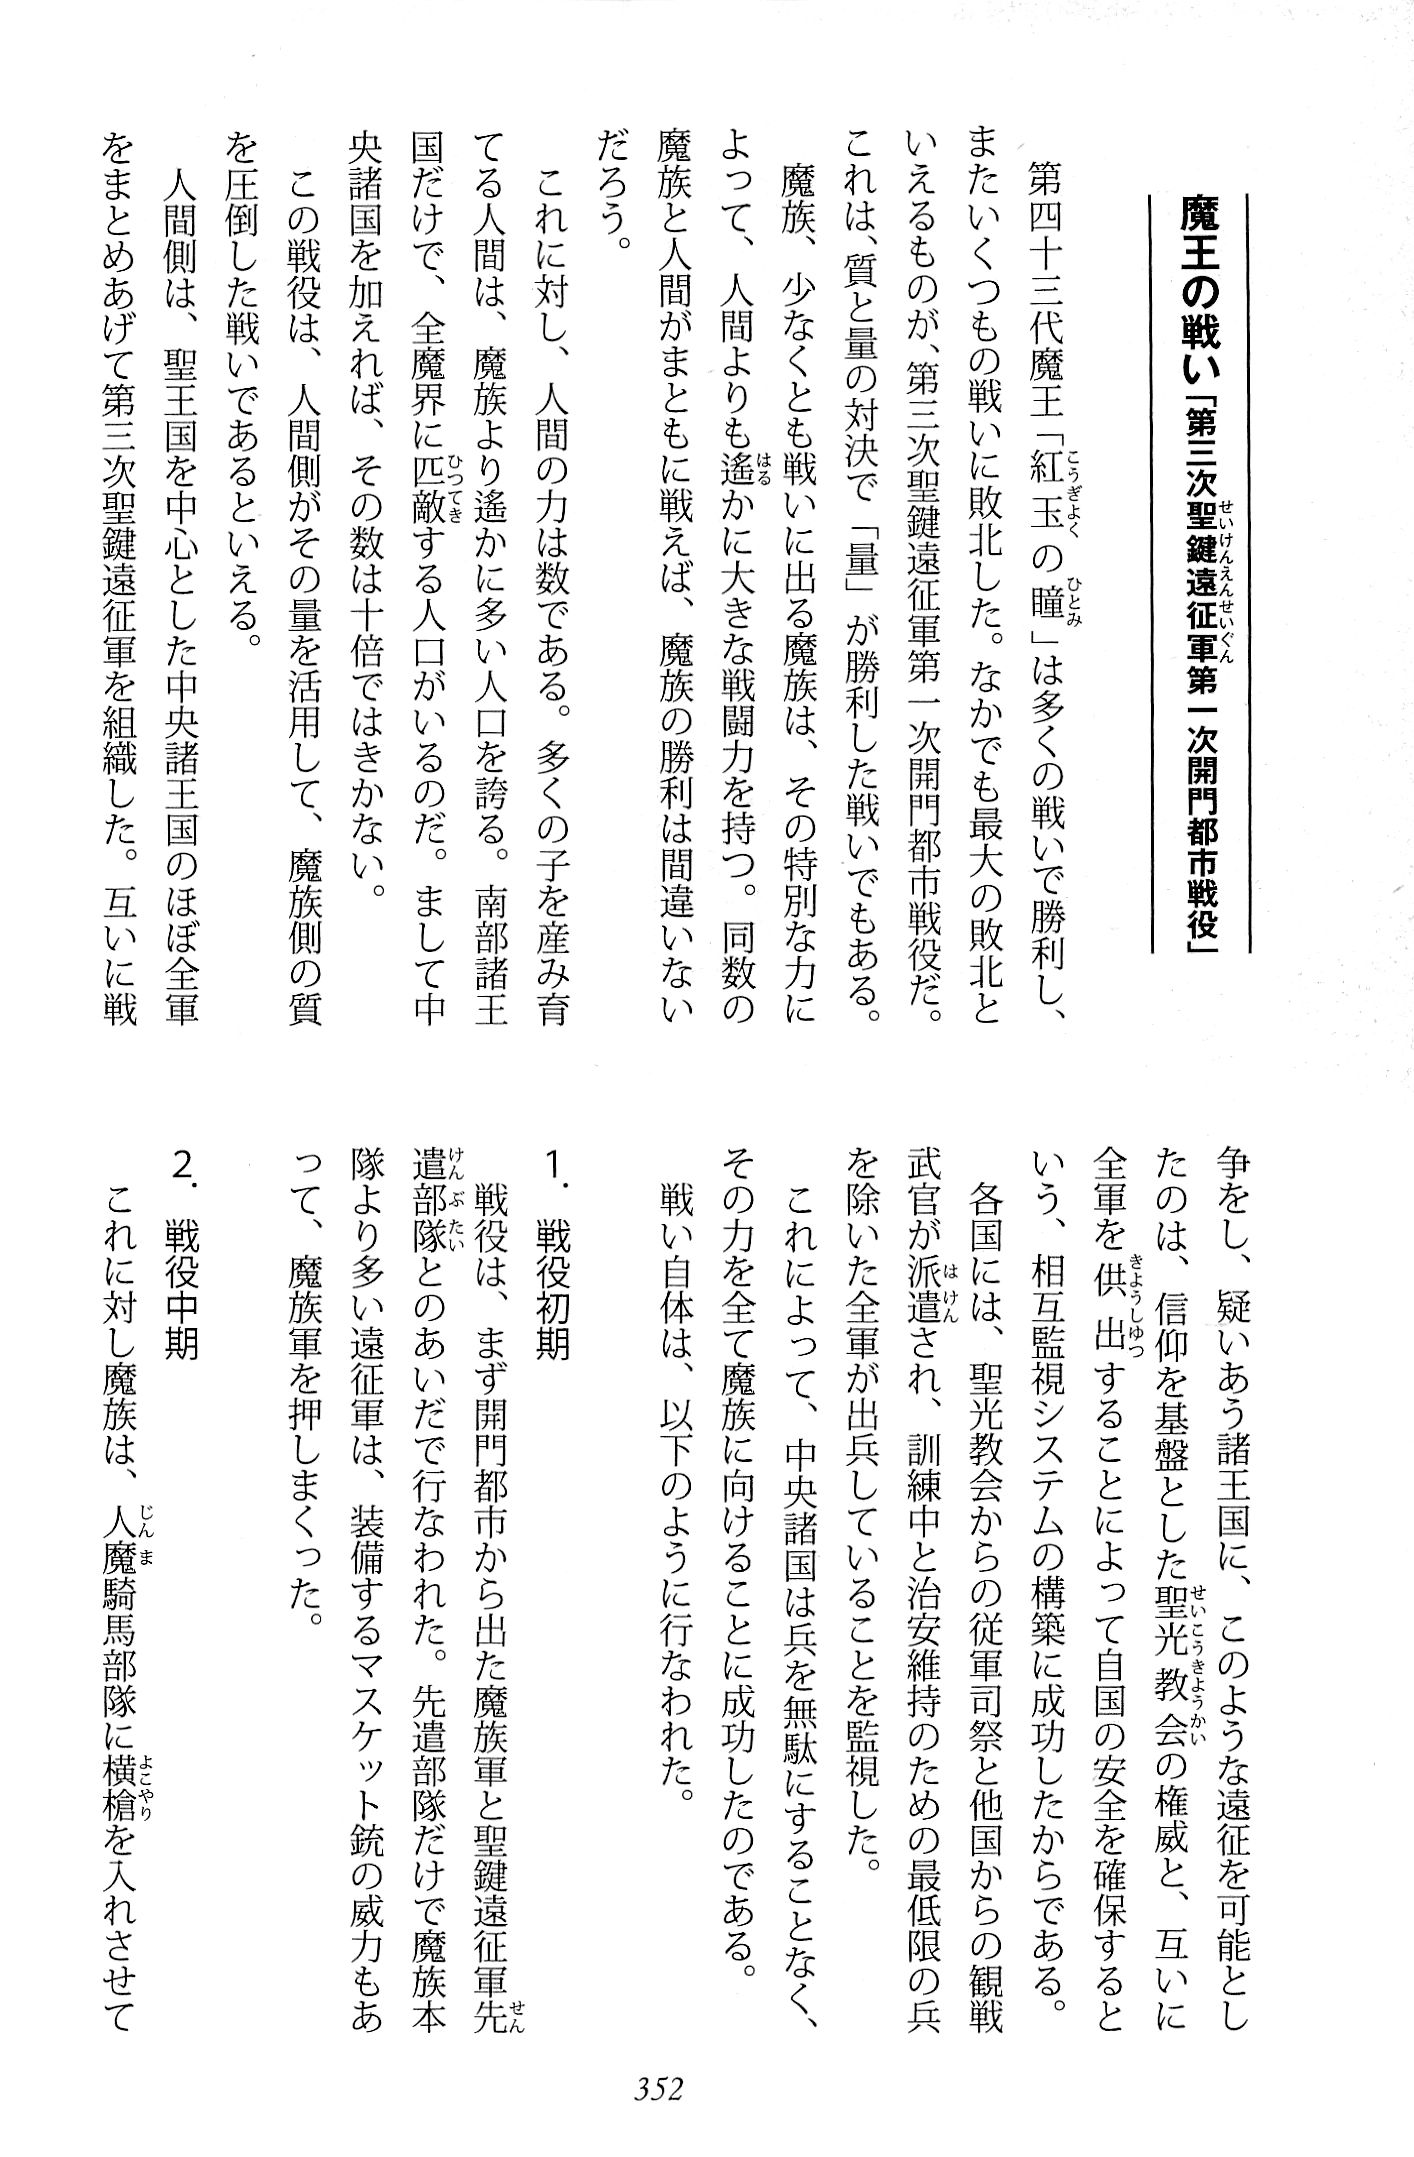 魔王の戦い「第三次聖鍵遠征軍第一次開門都市戦役」
第四十三代魔王「紅玉の瞳」は多くの戦いで勝利し、
またいくつもの戦いに敗北した。なかでも最大の敗北と
いえるものが、第三次聖鍵遠征軍第一次開門都市戦役だ。
これは、質と量の対決で「量」が勝利した戦いでもある。
魔族、少なくとも戦いに出る魔族は、その特別な力に
よって、人間よりも遙かに大きな戦闘力を持つ。同数の
魔族と人間がまともに戦えば、魔族の勝利は間違いない
だろう。
これに対し、人間の力は数である。多くの子を産み育
てる人間は、魔族より遙かに多い人口を誇る。南部諸王
国だけで、全魔界に匹敵する人口がいるのだ。まして中
央諸国を加えれば、その数は十倍ではきかない。
この戦役は、人間側がその量を活用して、魔族側の質
を圧倒した戦いであるといえる。
人間側は、聖王国を中心とした中央諸王国のほぼ全軍
をまとめあげて第三次聖鍵遠征軍を組織した。互いに戦
争をし、疑いあう諸王国に、このような遠征を可能とし
たのは、信仰を基盤とした聖光教会の権威と、互いに
全軍を供出することによって自国の安全を確保すると
いう、相互監視システムの構築に成功したからである。
各国には、聖光教会からの従軍司祭と他国からの観戦
武官が派遣され、訓練中と治安維持のための最低限の兵
を除いた全軍が出兵していることを監視した。
これによって、中央諸国は兵を無駄にすることなく、
その力を全て魔族に向けることに成功したのである。
戦い自体は、以下のように行なわれた。
1．戦役初期
戦役は、まず開門都市から出た魔族軍と聖鍵遠征軍先
遣部隊とのあいだで行なわれた。先遣部隊だけで魔族本
隊より多い遠征軍は、装備するマスケット銃の威力もあ
って、魔族軍を押しまくった。
2．戦役中期
これに対し魔族は、人魔騎馬部隊に横槍を入れさせて
352